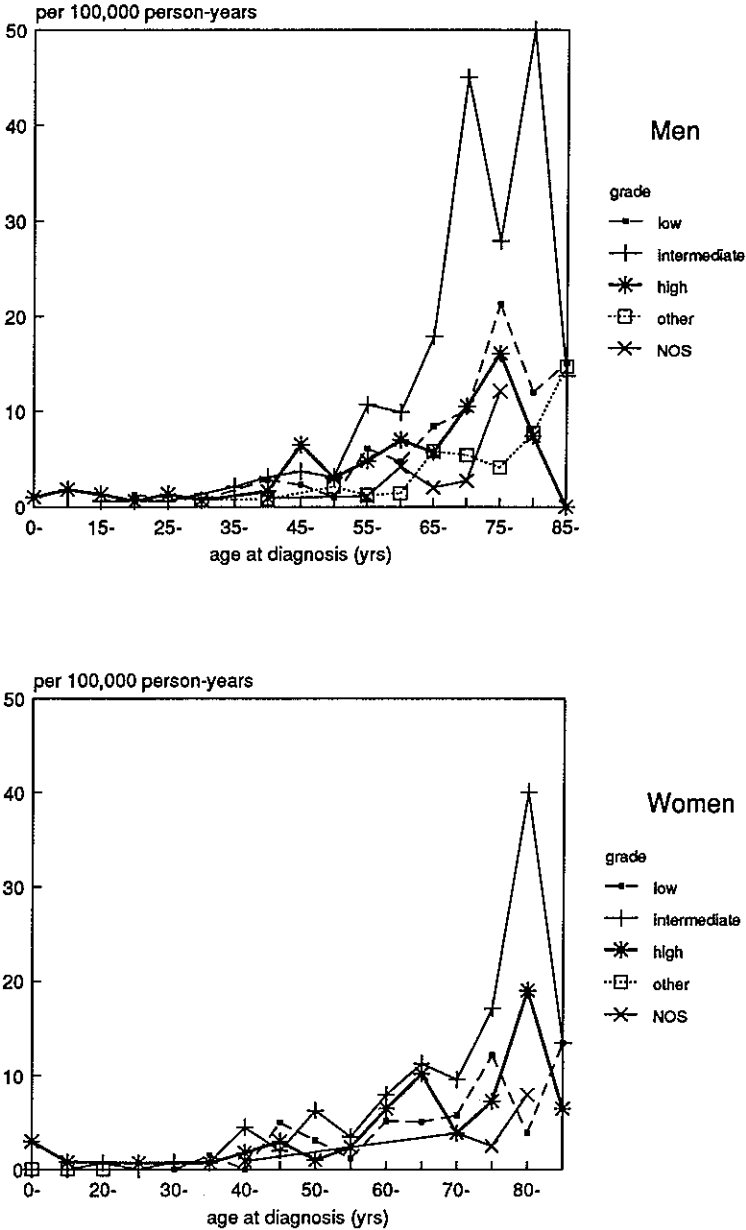 per 100,000 person-years
50
40
30
20
10
0
0- 15- 25- 35- 45- 55- 65- 75- 85-
age at diagnosis (yrs)
Men
grade
low
intermediate
high
other
NOS
per 100,000 person-years
50
40
30
20
10
0
0- 20- 30- 40- 50- 60- 70- 80-
age at diagnosis (yrs)
Women
grade
low
intermediate
high
other
NOS